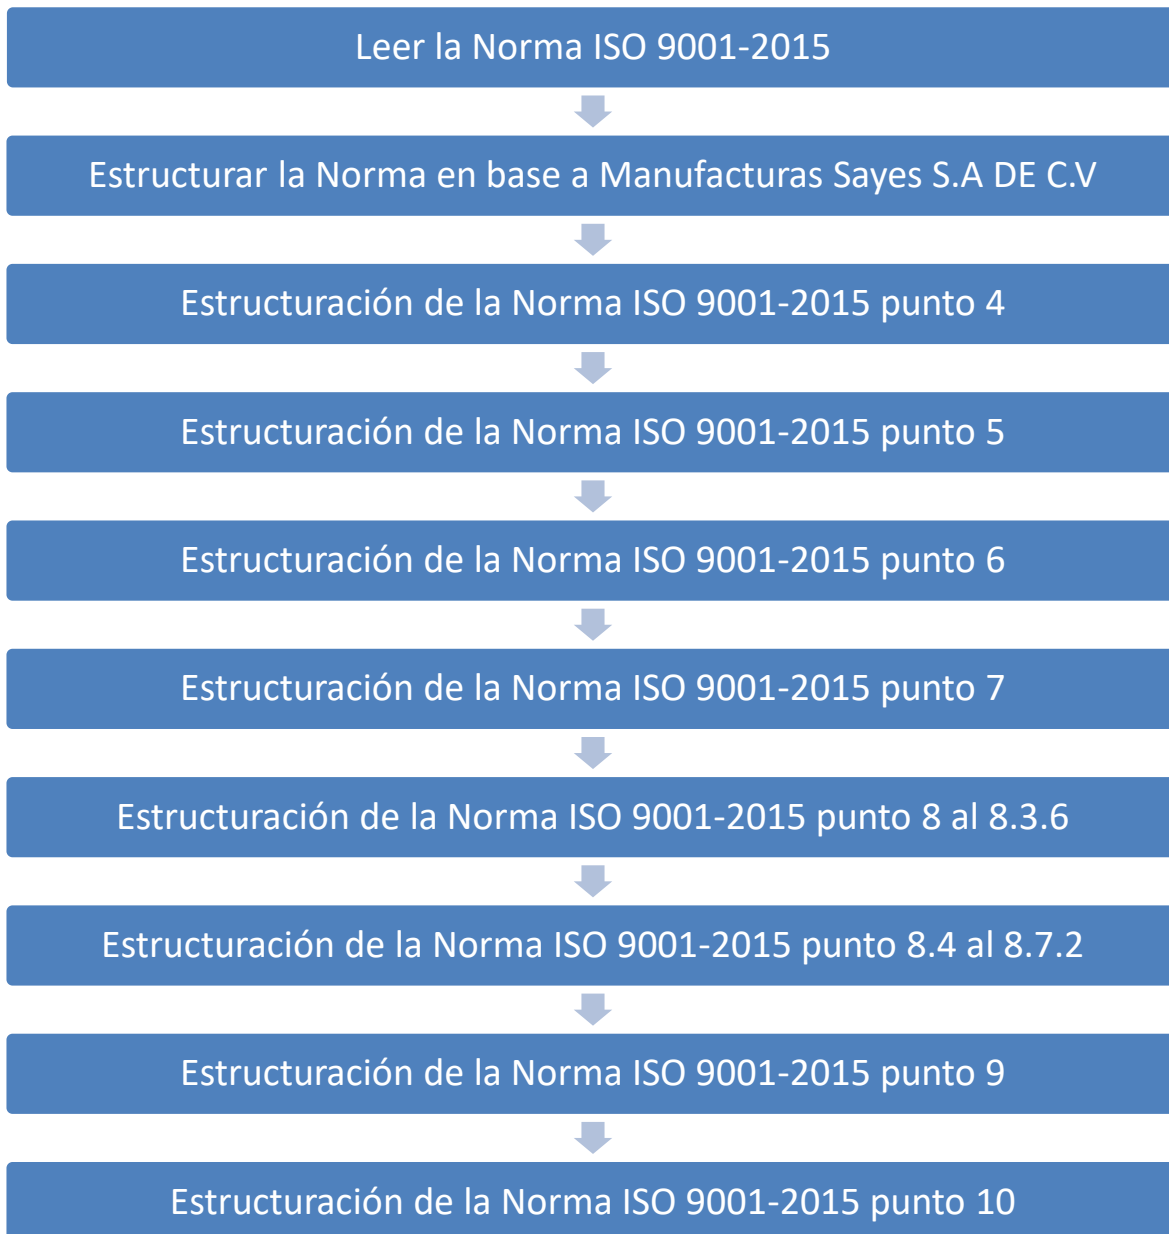 Leer la Norma ISO 9001-2015
Estructurar la Norma en base a Manufacturas Sayes S.A DE C.V
Estructuración de la Norma ISO 9001-2015 punto 4
Estructuración de la Norma ISO 9001-2015 punto 5
Estructuración de la Norma ISO 9001-2015 punto 6
Estructuración de la Norma ISO 9001-2015 punto 7
Estructuración de la Norma ISO 9001-2015 punto 8 al 8.3.6
Estructuración de la Norma ISO 9001-2015 punto 8.4 al 8.7.2
Estructuración de la Norma ISO 9001-2015 punto 9
Estructuración de la Norma ISO 9001-2015 punto 10